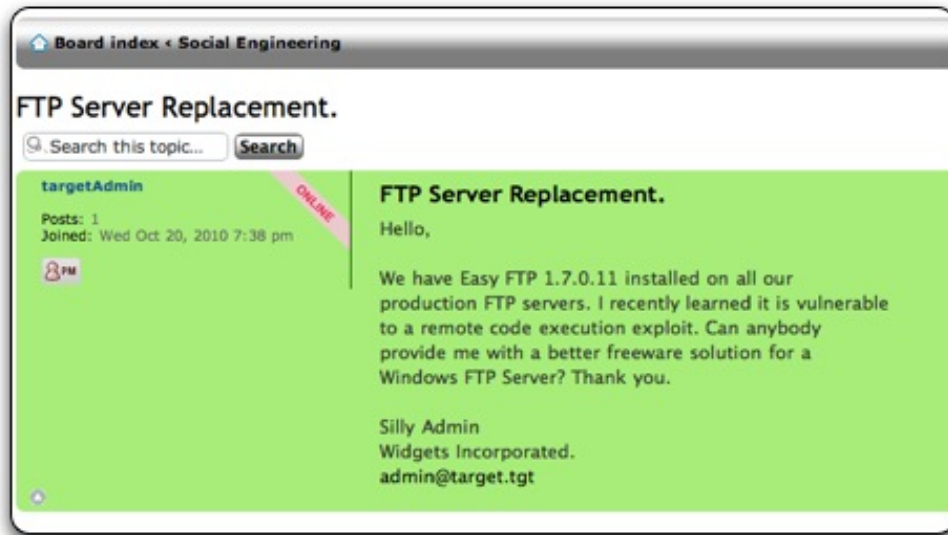 Board index ‹ Social Engineering
FTP Server Replacement.
Search this topic... Search
targetAdmin
ONLINE
Posts: 1
Joined: Wed Oct 20, 2010 7:38 pm
PM
FTP Server Replacement.
Hello,
We have Easy FTP 1.7.0.11 installed on all our
production FTP servers. I recently learned it is vulnerable
to a remote code execution exploit. Can anybody
provide me with a better freeware solution for a
Windows FTP Server? Thank you.
Silly Admin
Widgets Incorporated.
admin@target.tgt